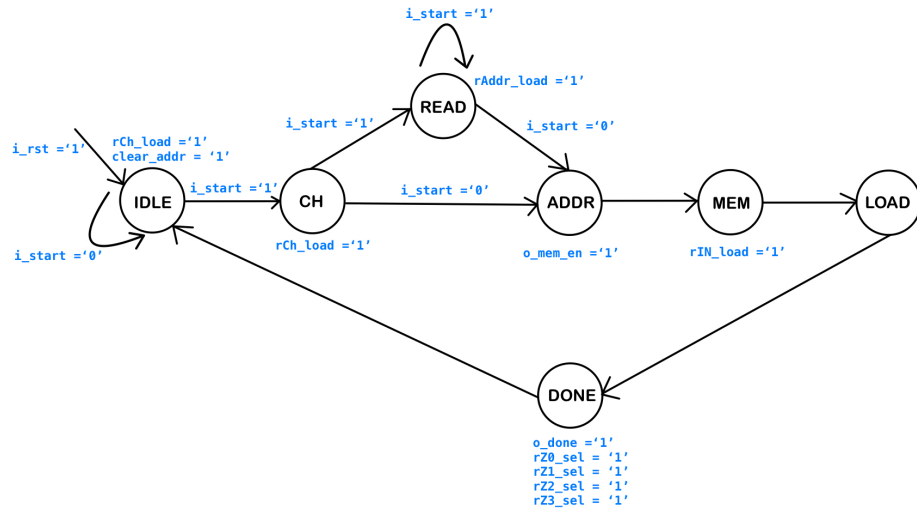 i_start =‘1’
rAddr_load =‘1’
READ
i_start =‘1’
i_start =‘0’
i_rst =‘1’
rCh_load =‘1’
clear_addr = ‘1’
i_start =‘1’
i_start =‘0’
IDLE
CH
ADDR
MEM
LOAD
i_start =‘0’
rCh_load =‘1’
o_mem_en =‘1’
rIN_load =‘1’
DONE
o_done =‘1’
rZ0_sel = ‘1’
rZ1_sel = ‘1’
rZ2_sel = ‘1’
rZ3_sel = ‘1’